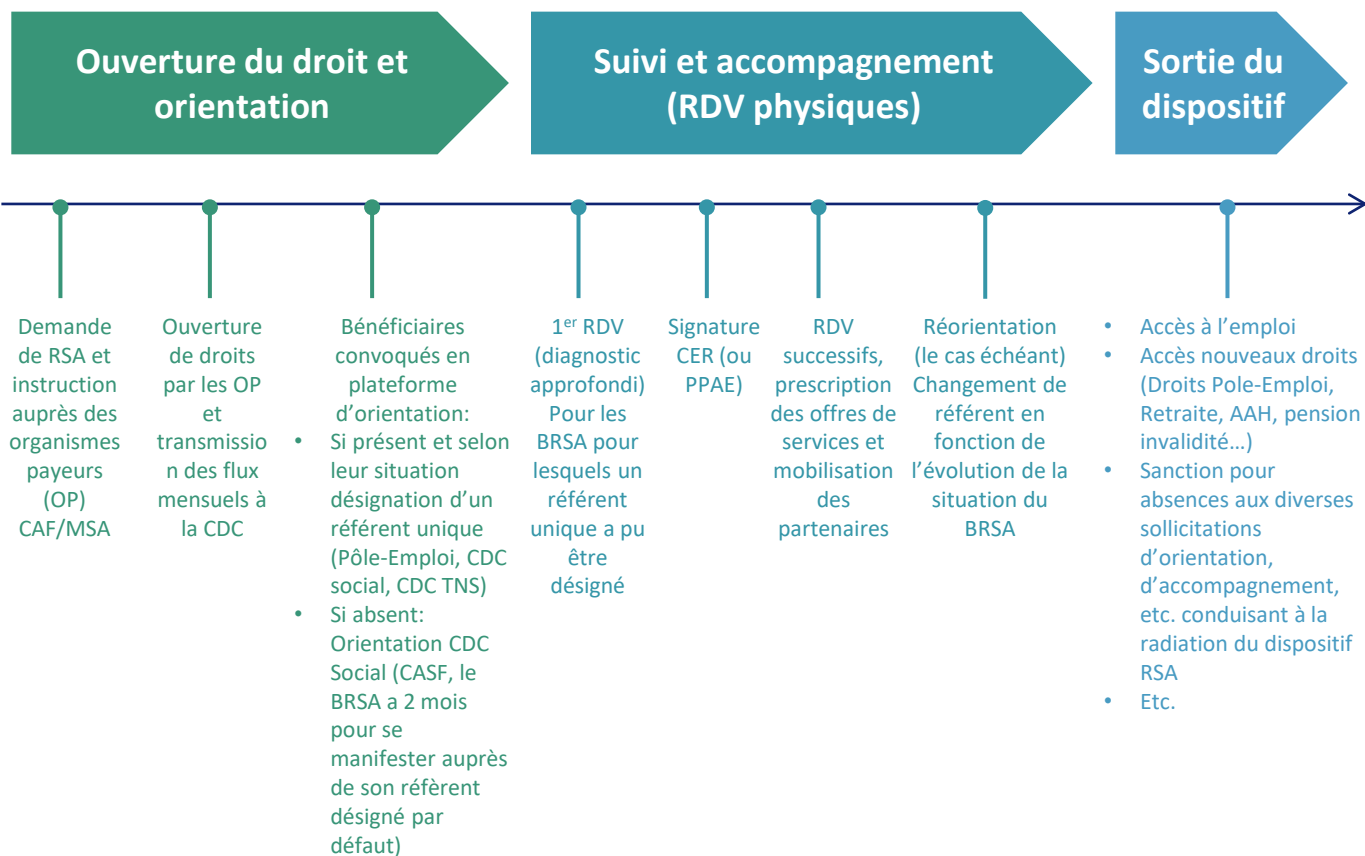 Ouverture du droit et
orientation
Suivi et accompagnement
(RDV physiques)
Sortie du
dispositif
Demande
de RSA et
instruction
auprès des
organismes
payeurs
(OP)
CAF/MSA
Ouverture
de droits
par les OP
et
transmissio
n des flux
mensuels à
la CDC
Bénéficiaires
convoqués en
plateforme
d’orientation:
• Si présent et selon
leur situation
désignation d’un
référent unique
(Pôle-Emploi, CDC
social, CDC TNS)
• Si absent:
Orientation CDC
Social (CASF, le
BRSA a 2 mois
pour se
manifester auprès
de son réfèrent
désigné par
défaut)
1er RDV
(diagnostic
approfondi)
Pour les
BRSA pour
lesquels un
référent
unique a pu
être
désigné
Signature
CER (ou
PPAE)
RDV
successifs,
prescription
des offres de
services et
mobilisation
des
partenaires
Réorientation
(le cas échéant)
Changement de
référent en
fonction de
l’évolution de la
situation du
BRSA
• Accès à l’emploi
• Accès nouveaux droits
(Droits Pole-Emploi,
Retraite, AAH, pension
invalidité…)
• Sanction pour
absences aux diverses
sollicitations
d’orientation,
d’accompagnement,
etc. conduisant à la
radiation du dispositif
RSA
• Etc.